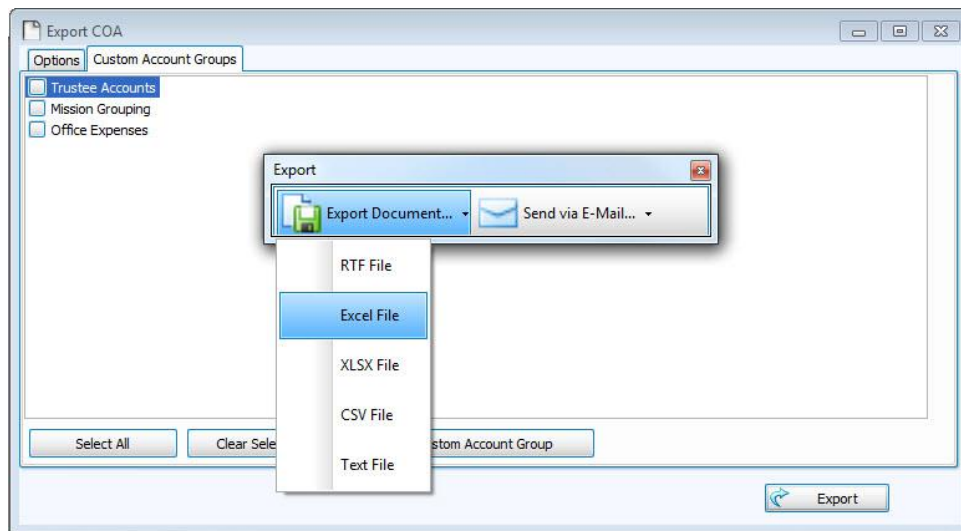 Export COA
Options Custom Account Groups
Trustee Accounts
Mission Grouping
Office Expenses
Export
Export Document... Send via E-Mail...
RTF File
Excel File
XLSX File
CSV File
Text File
Select All Clear Sele stom Account Group
Export